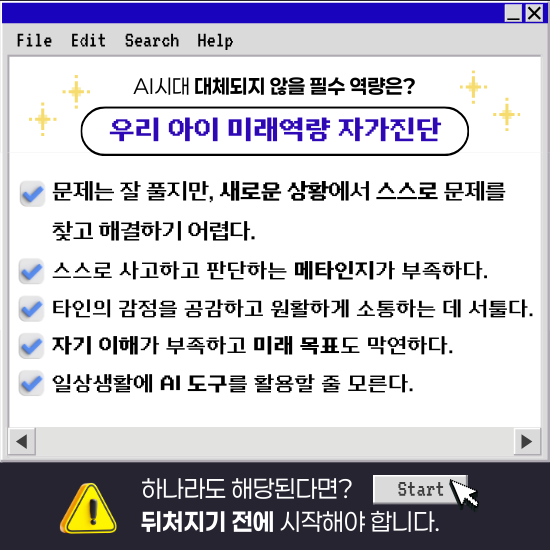 File Edit Search Help
AI시대 대체되지 않을 필수 역량은?
우리 아이 미래역량 자가진단
문제는 잘 풀지만, 새로운 상황에서 스스로 문제를
찾고 해결하기 어렵다.
스스로 사고하고 판단하는 메타인지가 부족하다.
타인의 감정을 공감하고 원활하게 소통하는 데 서툴다.
자기 이해가 부족하고 미래 목표도 막연하다.
일상생활에 AI 도구를 활용할 줄 모른다.
하나라도 해당된다면? Start
뒤처지기 전에 시작해야 합니다.